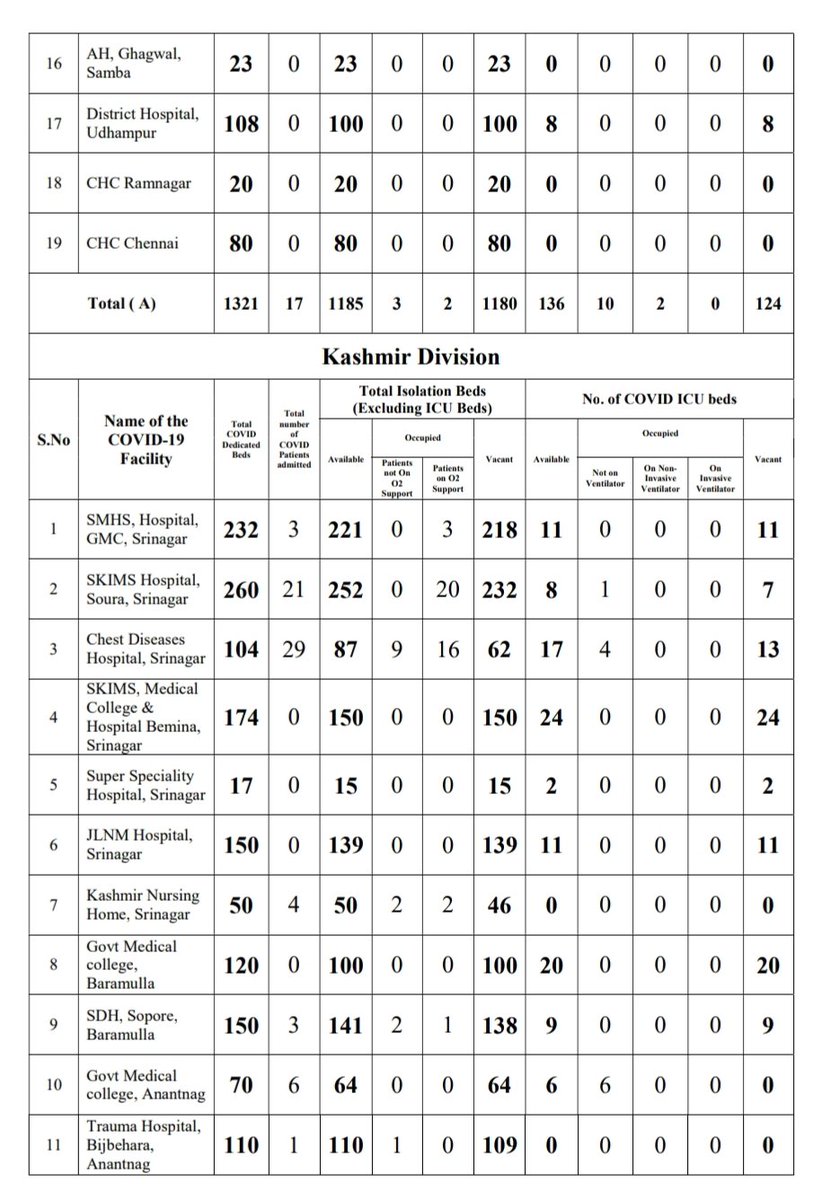 16 AH, Ghagwal, Samba 23 0 23 0 0 23 0 0 0 0 0
17 District Hospital, Udhampur 108 0 100 0 0 100 8 0 0 0 8
18 CHC Ramnagar 20 0 20 0 0 20 0 0 0 0 0
19 CHC Chennai 80 0 80 0 0 80 0 0 0 0 0
Total ( A) 1321 17 1185 3 2 1180 136 10 2 0 124
Kashmir Division
S.No
Name of the COVID-19 Facility
Total COVID Dedicated Beds
Total number of COVID Patients admitted
Total Isolation Beds (Excluding ICU Beds)
Available
Occupied
Patients not On O2 Support
Patients on O2 Support
Vacant
No. of COVID ICU beds
Available
Occupied
Not on Ventilator
On Non-Invasive Ventilator
On Invasive Ventilator
Vacant
1 SMHS, Hospital, GMC, Srinagar 232 3 221 0 3 218 11 0 0 0 11
2 SKIMS Hospital, Soura, Srinagar 260 21 252 0 20 232 8 1 0 0 7
3 Chest Diseases Hospital, Srinagar 104 29 87 9 16 62 17 4 0 0 13
4 SKIMS, Medical College & Hospital Bemina, Srinagar 174 0 150 0 0 150 24 0 0 0 24
5 Super Speciality Hospital, Srinagar 17 0 15 0 0 15 2 0 0 0 2
6 JLNM Hospital, Srinagar 150 0 139 0 0 139 11 0 0 0 11
7 Kashmir Nursing Home, Srinagar 50 4 50 2 2 46 0 0 0 0 0
8 Govt Medical college, Baramulla 120 0 100 0 0 100 20 0 0 0 20
9 SDH, Sopore, Baramulla 150 3 141 2 1 138 9 0 0 0 9
10 Govt Medical college, Anantnag 70 6 64 0 0 64 6 6 0 0 0
11 Trauma Hospital, Bijbehara, Anantnag 110 1 110 1 0 109 0 0 0 0 0